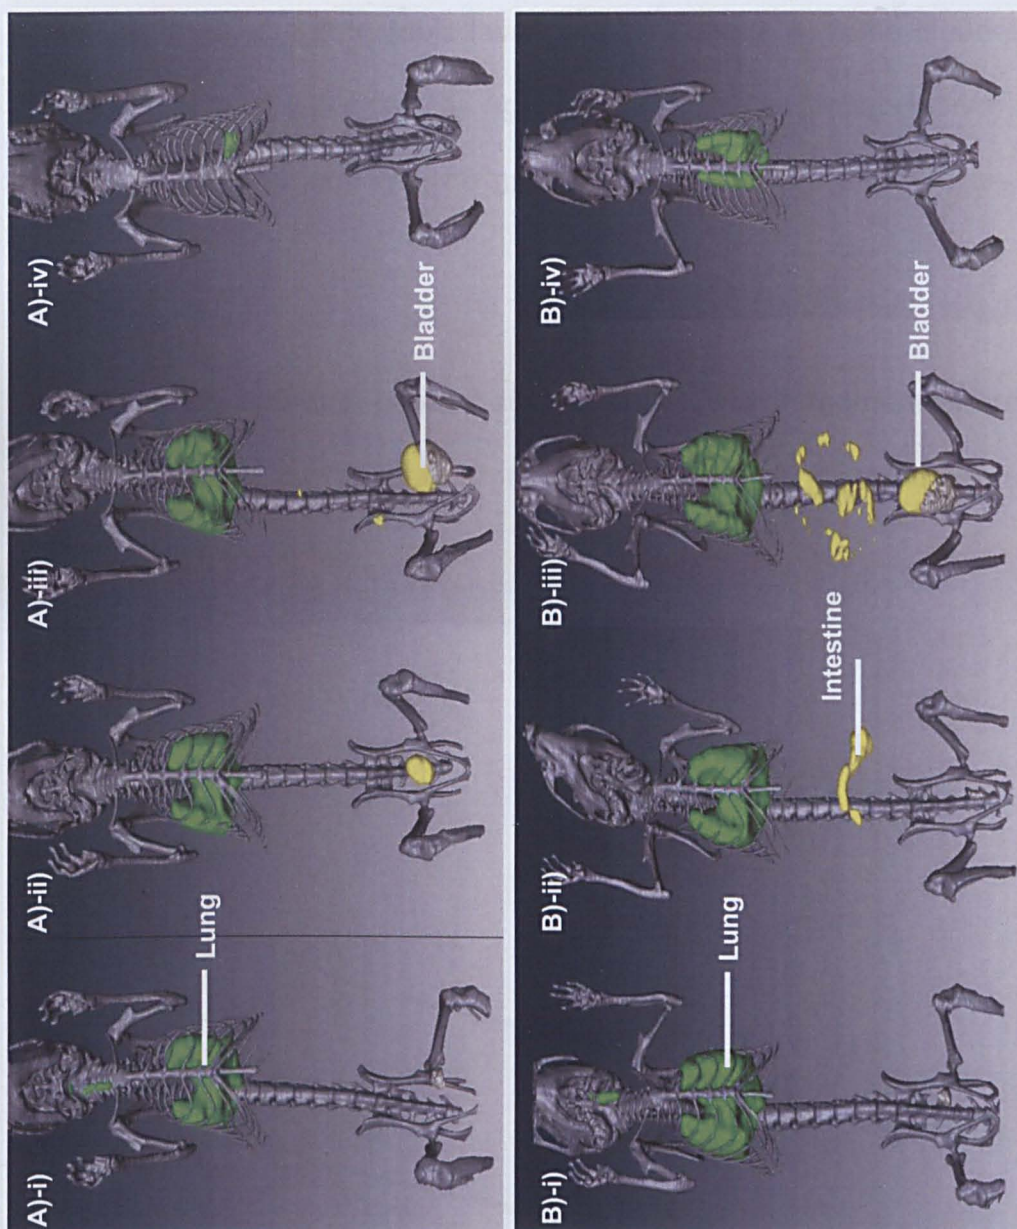 A)-i)
Lung
A)-ii)
A)-iii)
Bladder
A)-iv)
B)-i)
Lung
B)-ii)
Intestine
B)-iii)
Bladder
B)-iv)